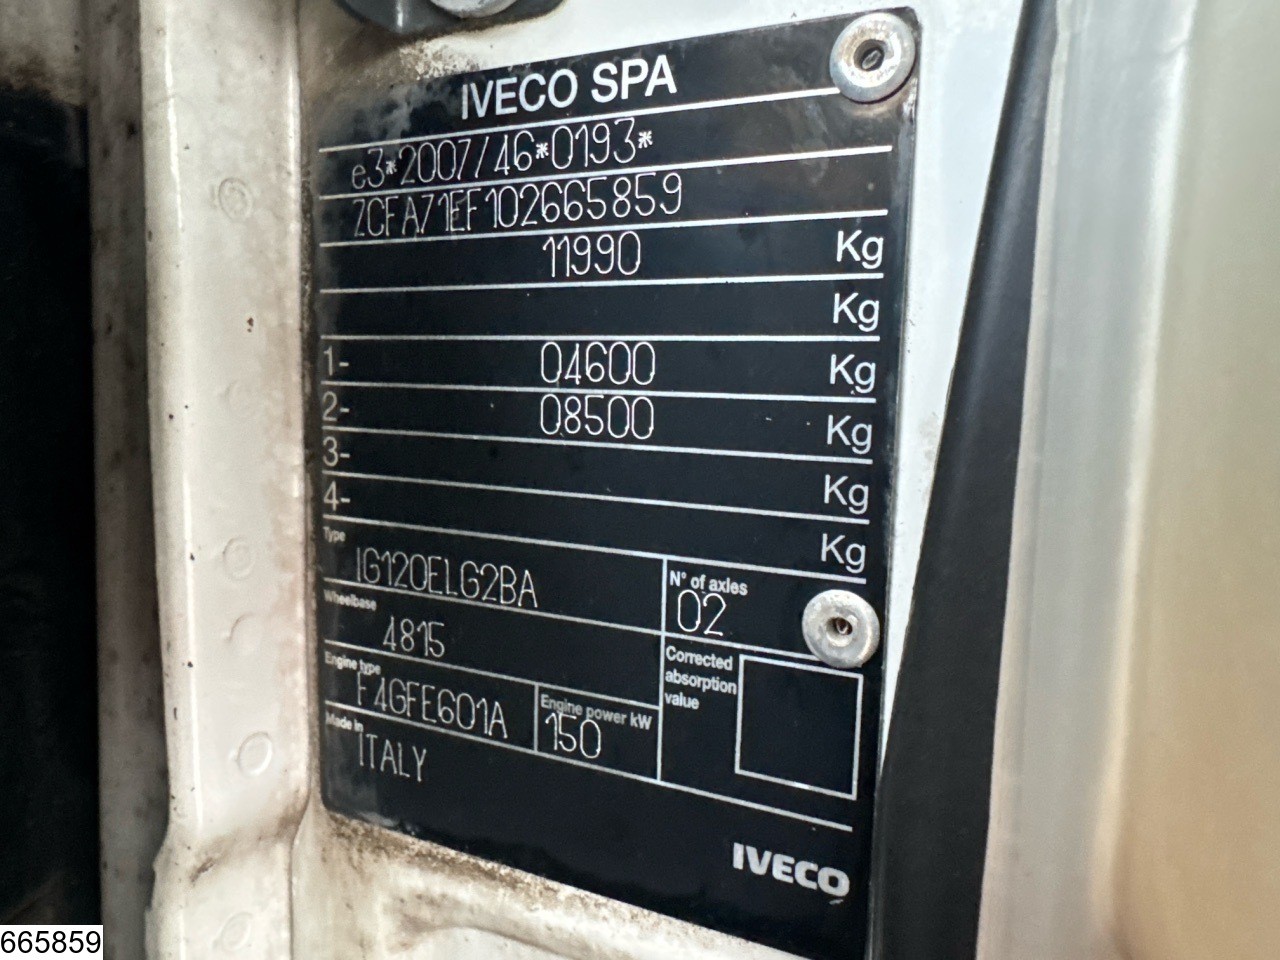 IVECO SPA
e3*2007/46*0193*
ZCFA71EF102665859
11990 Kg
Kg
1- 04600 Kg
2- 08500 Kg
3- Kg
4- Kg
Type
IG120ELG2BA
N° of axles
02
Wheelbase
4815
Corrected
absorption
value
Engine type
F4GFE601A
Engine power kW
150
Made in
ITALY
IVECO
665859